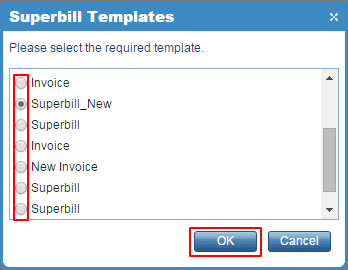 Superbill Templates
Please select the required template.
Invoice
Superbill_New
Superbill
Invoice
New Invoice
Superbill
Superbill
OK Cancel